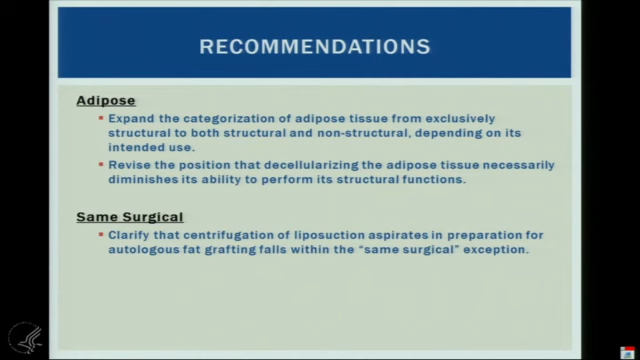 RECOMMENDATIONS
Adipose
Expand the categorization of adipose tissue from exclusively
structural to both structural and non-structural, depending on its
intended use.
Revise the position that decellularizing the adipose tissue necessarily
diminishes its ability to perform its structural functions.
Same Surgical
Clarify that centrifugation of liposuction aspirates in preparation for
autologous fat grafting falls within the “same surgical” exception.